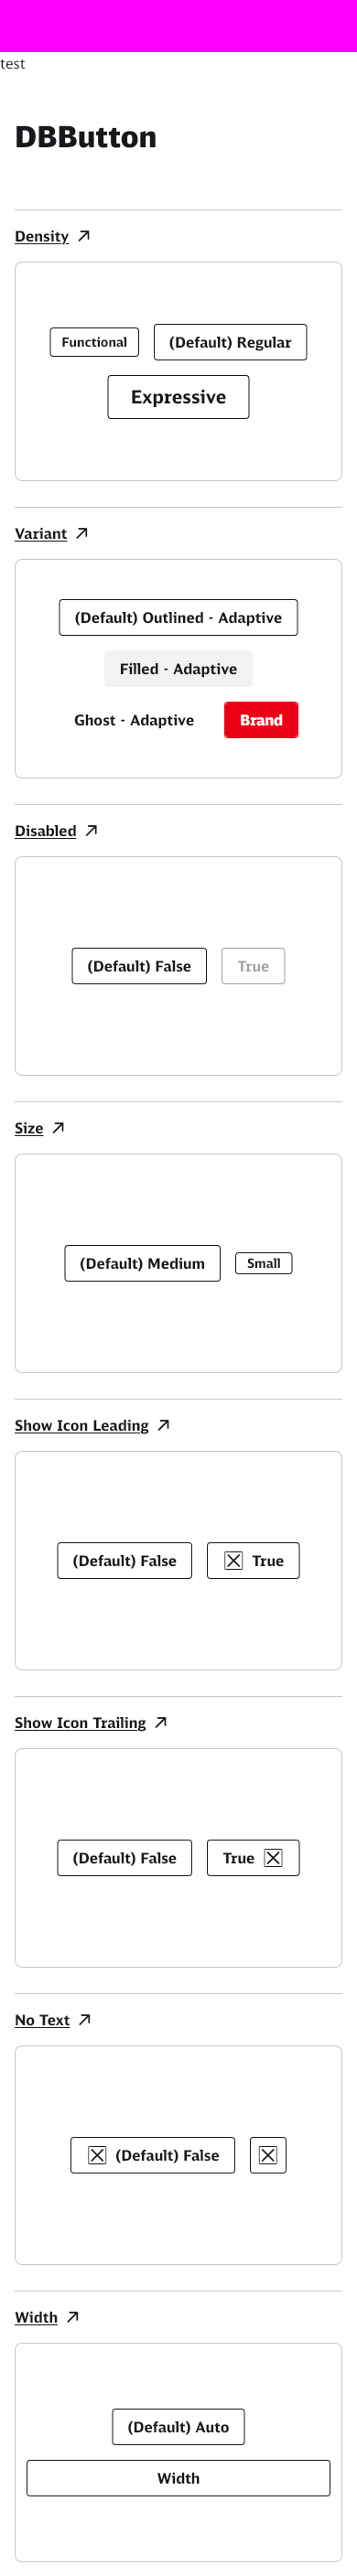 test
DBButton
Density
Functional (Default) Regular
Expressive
Variant
(Default) Outlined - Adaptive
Filled - Adaptive
Ghost - Adaptive Brand
Disabled
(Default) False True
Size
(Default) Medium Small
Show Icon Leading
(Default) False True
Show Icon Trailing
(Default) False True
No Text
(Default) False
Width
(Default) Auto
Width